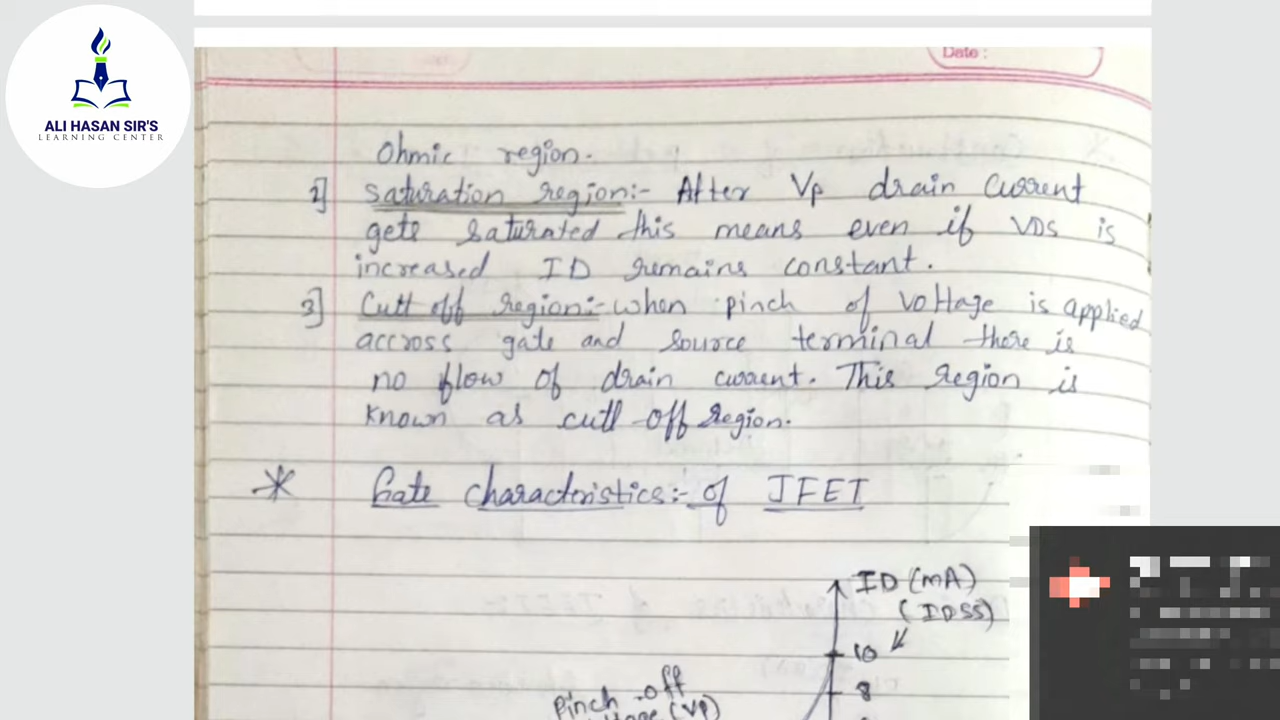 ALI HASAN SIR'S
LEARNING CENTER
Date :
Ohmic region.
2] Saturation region:- After Vp drain current
gets saturated this means even if VDS is
increased ID remains constant.
3] Cutt off region:- when pinch of voltage is applied
accross gate and source terminal there is
no flow of drain current. This region is
known as cutt off region.
* Gate characteristics:- of JFET
ID (mA)
(IDSS)
10
8
Pinch off
(Vp)